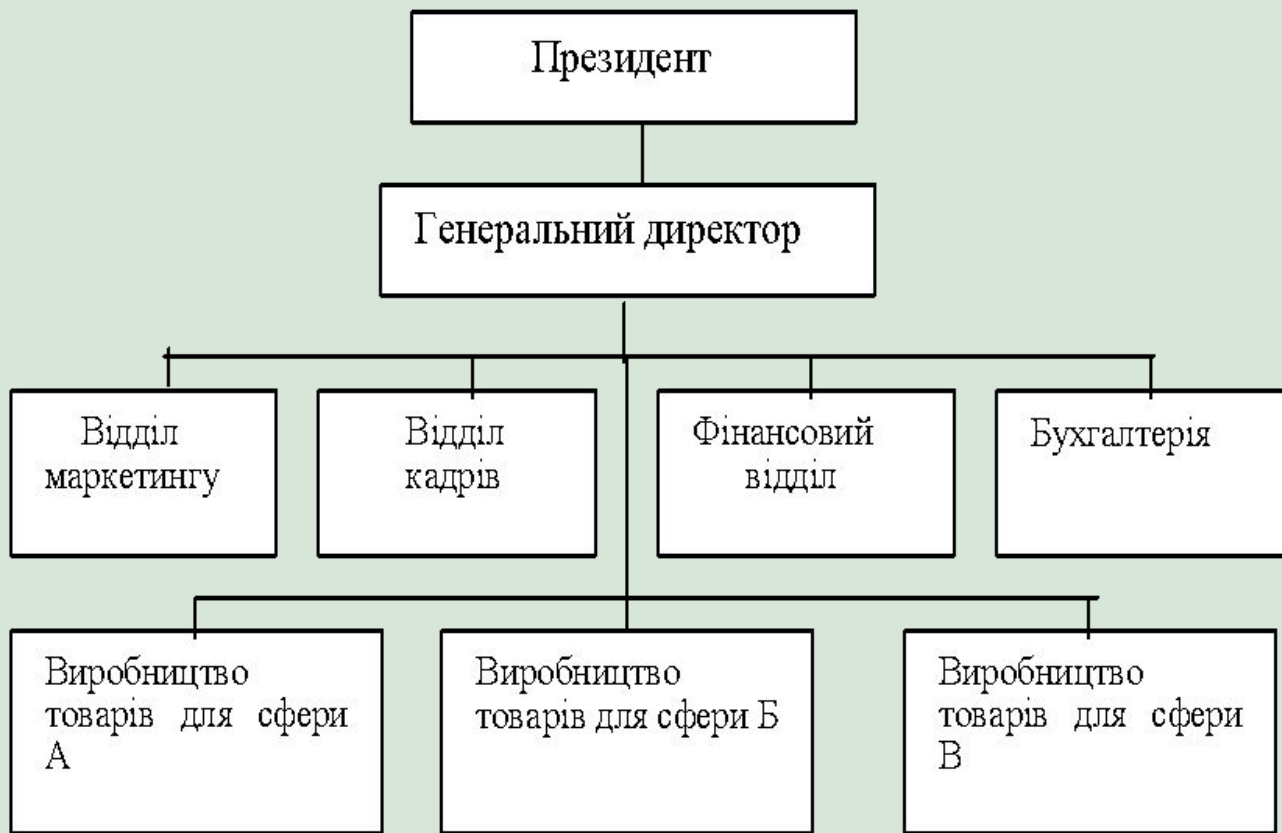 Президент
Генеральний директор
Відділ
маркетингу
Відділ
кадрів
Фінансовий
відділ
Бухгалтерія
Виробництво
товарів для сфери
А
Виробництво
товарів для сфери Б
Виробництво
товарів для сфери
В